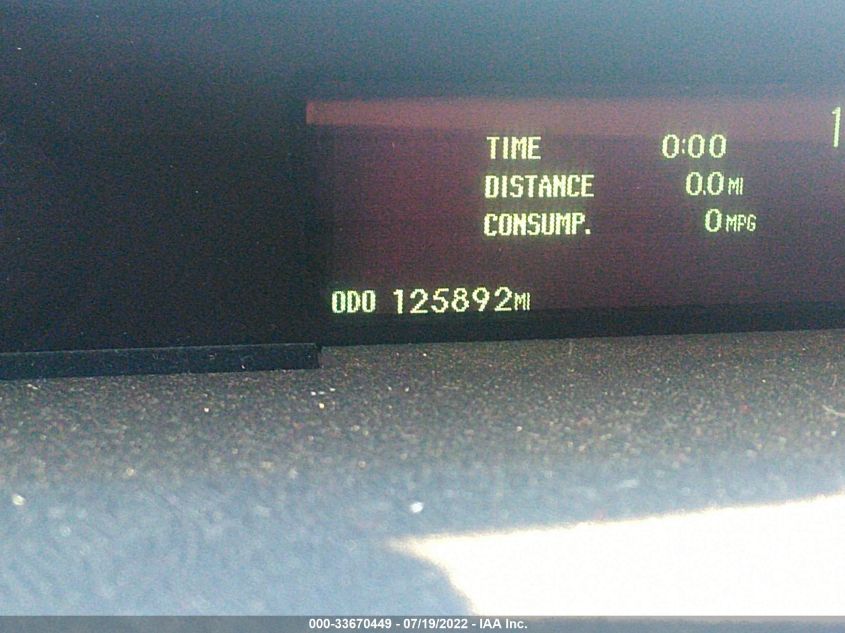 TIME 0:00
DISTANCE 0.0 MI
CONSUMP. 0 MPG
ODO 125892 MI
000-33670449 - 07/19/2022 - IAA Inc.